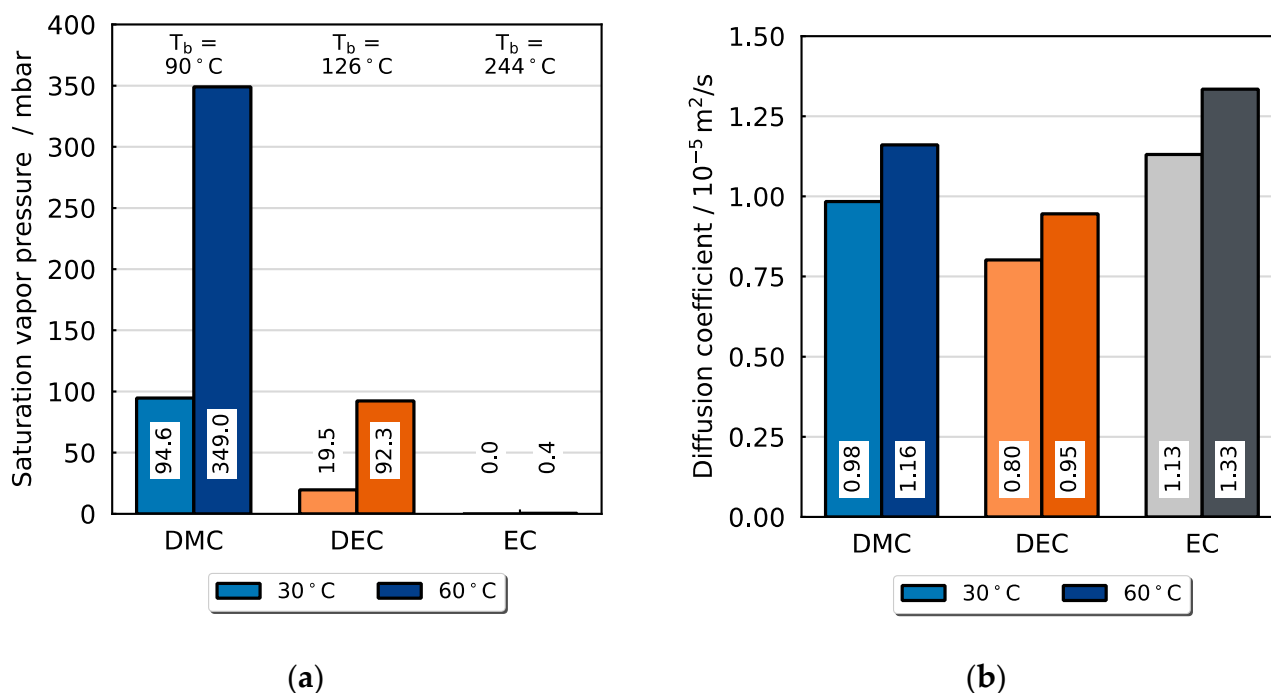 400
350
300
250
200
150
100
50
0
Saturation vapor pressure / mbar
T_b =
90°C
T_b =
126°C
T_b =
244°C
94.6
349.0
19.5
92.3
0.0
0.4
DMC
DEC
EC
30°C
60°C
(a)
1.50
1.25
1.00
0.75
0.50
0.25
0.00
Diffusion coefficient / 10⁻⁵ m²/s
0.98
1.16
0.80
0.95
1.13
1.33
DMC
DEC
EC
30°C
60°C
(b)